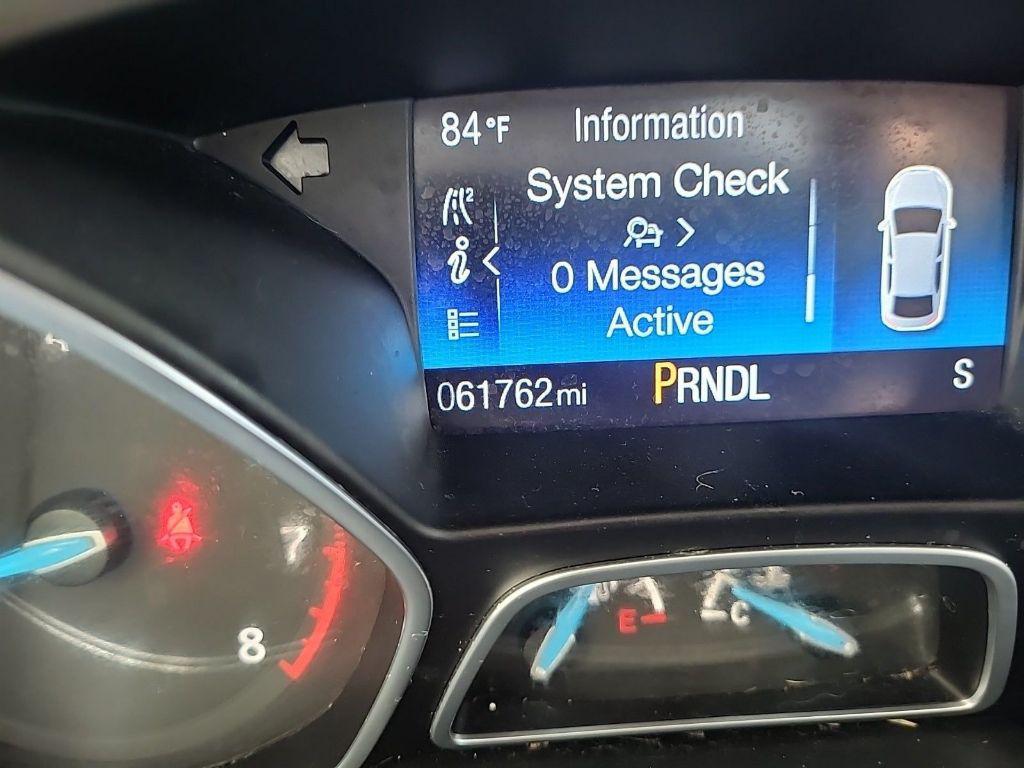 84°F Information
System Check
0 Messages
Active
061762mi PRNDL S
7
8
E C